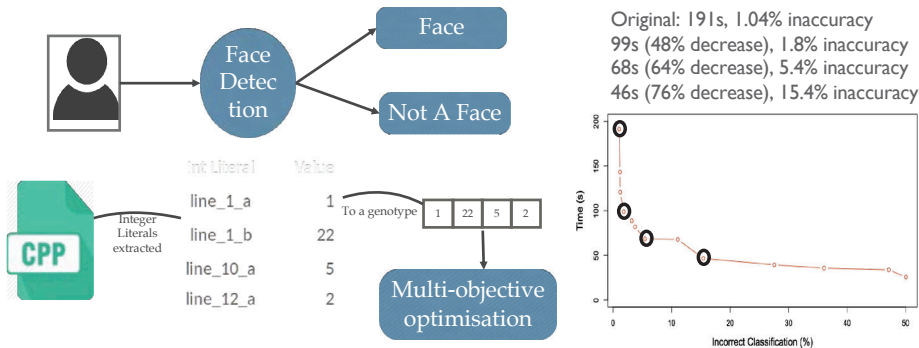 Face
Detec
tion
Face
Not A Face
Original: 191s, 1.04% inaccuracy
99s (48% decrease), 1.8% inaccuracy
68s (64% decrease), 5.4% inaccuracy
46s (76% decrease), 15.4% inaccuracy
CPP
Integer
Literals
extracted
Int Literal Value
line_1_a 1
line_1_b 22
line_10_a 5
line_12_a 2
To a genotype
1 22 5 2
Multi-objective
optimisation
Time (s)
200
150
100
50
0
0 10 20 30 40 50
Incorrect Classification (%)